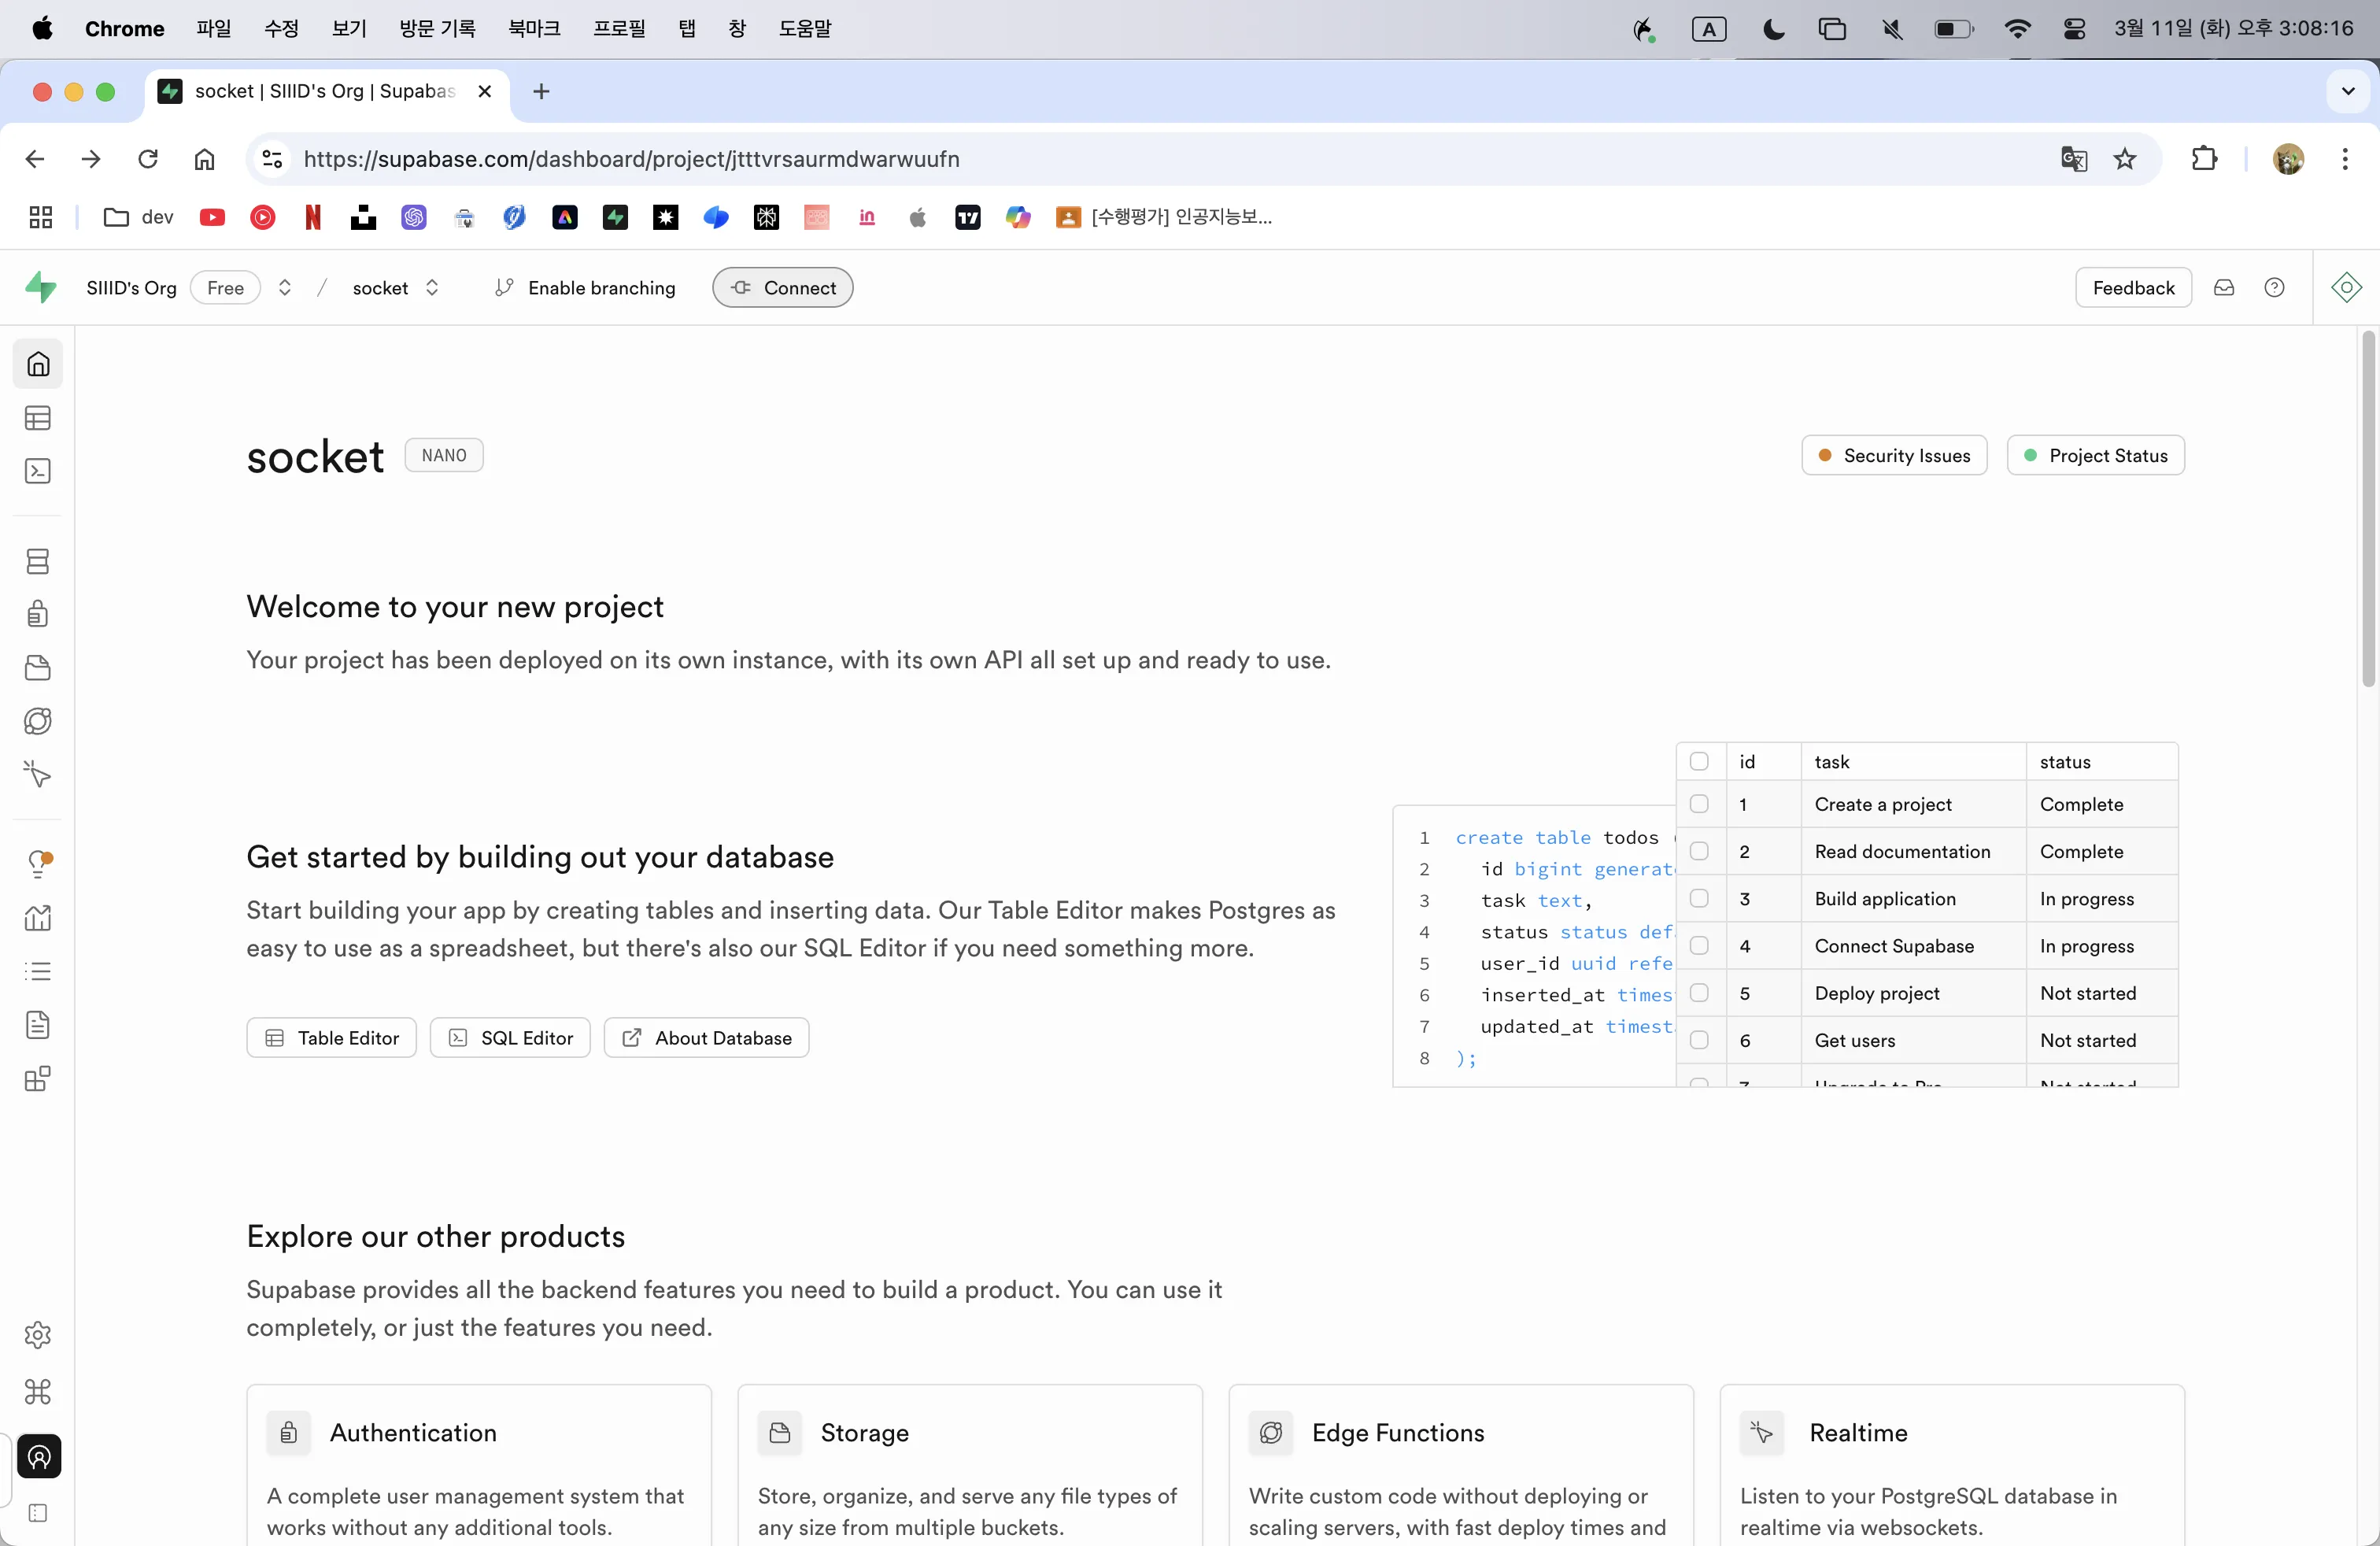 Chrome 파일 수정 보기 방문 기록 북마크 프로필 탭 창 도움말 A 3월 11일 (화) 오후 3:08:16
socket | SIIID's Org | Supabas
https://supabase.com/dashboard/project/jtttvrsaurmdwarwuufn
dev [수행평가] 인공지능보...
SIIID's Org Free / socket Enable branching Connect Feedback
socket NANO Security Issues Project Status
Welcome to your new project
Your project has been deployed on its own instance, with its own API all set up and ready to use.
Get started by building out your database
Start building your app by creating tables and inserting data. Our Table Editor makes Postgres as
easy to use as a spreadsheet, but there's also our SQL Editor if you need something more.
Table Editor SQL Editor About Database
1 create table todos
2 id bigint generat
3 task text,
4 status status def
5 user_id uuid refe
6 inserted_at times
7 updated_at timest
8 );
id task status
1 Create a project Complete
2 Read documentation Complete
3 Build application In progress
4 Connect Supabase In progress
5 Deploy project Not started
6 Get users Not started
7 Upgrade to Pro Not started
Explore our other products
Supabase provides all the backend features you need to build a product. You can use it
completely, or just the features you need.
Authentication
A complete user management system that
works without any additional tools.
Storage
Store, organize, and serve any file types of
any size from multiple buckets.
Edge Functions
Write custom code without deploying or
scaling servers, with fast deploy times and
Realtime
Listen to your PostgreSQL database in
realtime via websockets.